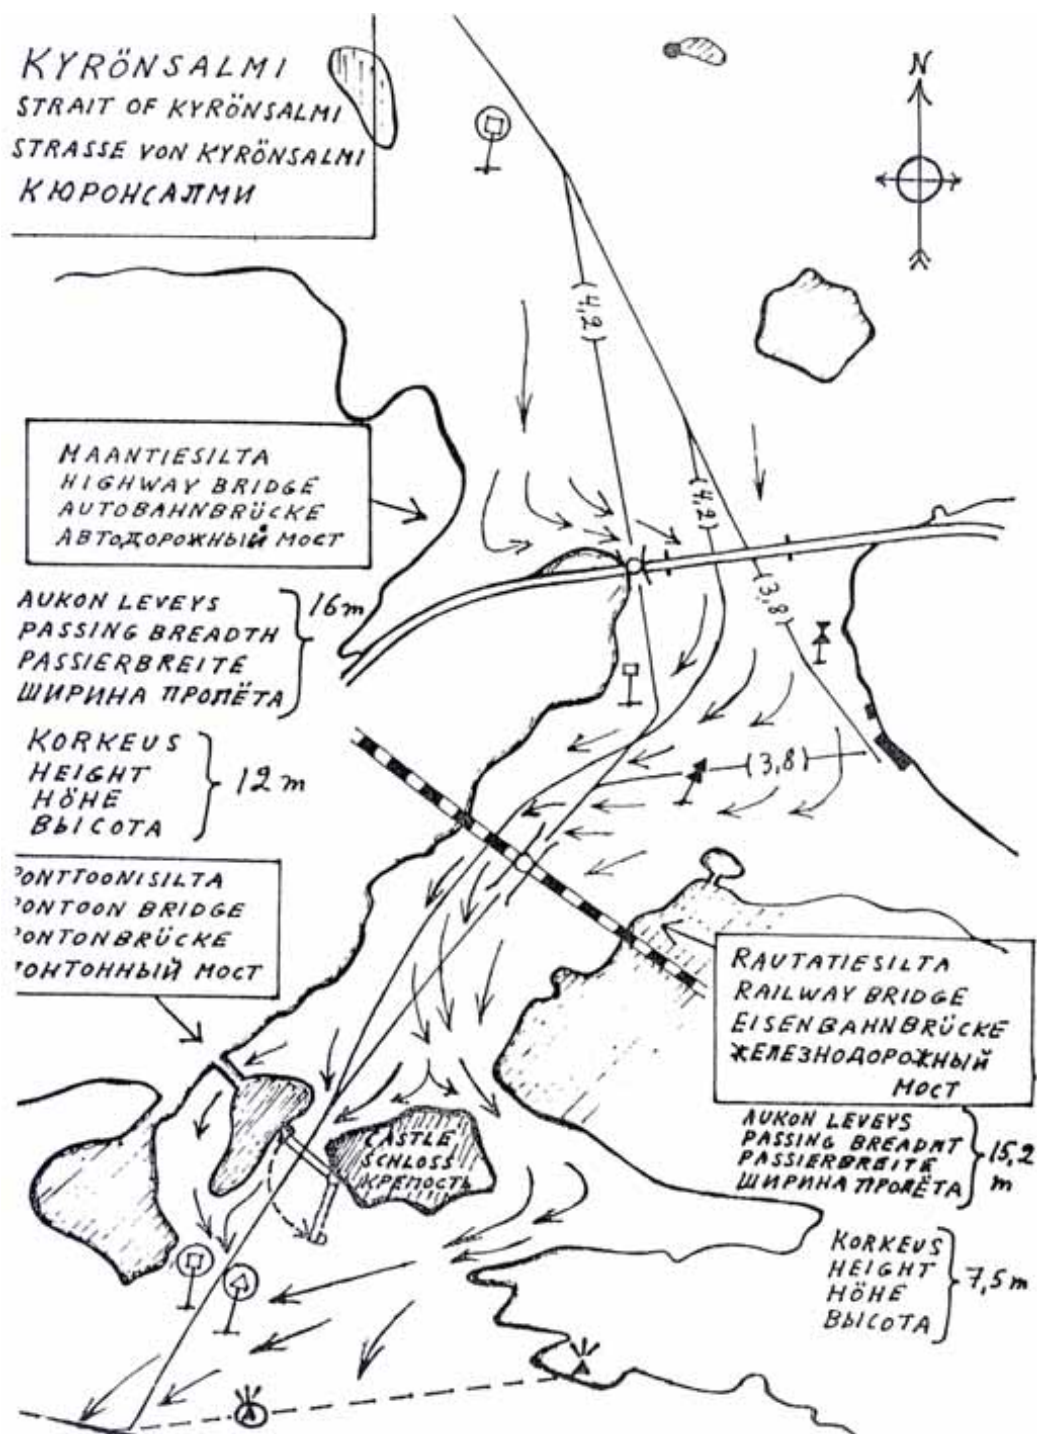 KYRÖNSALMI
STRAIT OF KYRÖNSALMI
STRASSE VON KYRÖNSALMI
КЮРОНСАЛМИ
N
(4,2)
(4,2)
(3,8)
(3,8)
MAANTIESILTA
HIGHWAY BRIDGE
AUTOBAHNBRÜCKE
АВТОДОРОЖНЫЙ МОСТ
AUKON LEVEYS
PASSING BREADTH
PASSIERBREITE
ШИРИНА ПРОЛЁТА
16m
KORKEUS
HEIGHT
HÖHE
ВЫСОТА
12m
PONTTOONISILTA
PONTOON BRIDGE
PONTONBRÜCKE
ПОНТОННЫЙ МОСТ
RAUTATIESILTA
RAILWAY BRIDGE
EISENBAHNBRÜCKE
ЖЕЛЕЗНОДОРОЖНЫЙ
МОСТ
AUKON LEVEYS
PASSING BREADHT
PASSIERBREITE
ШИРИНА ПРОЛЁТА
15,2
m
CASTLE
SCHLOSS
КРЕПОСТЬ
KORKEUS
HEIGHT
HÖHE
ВЫСОТА
7,5m